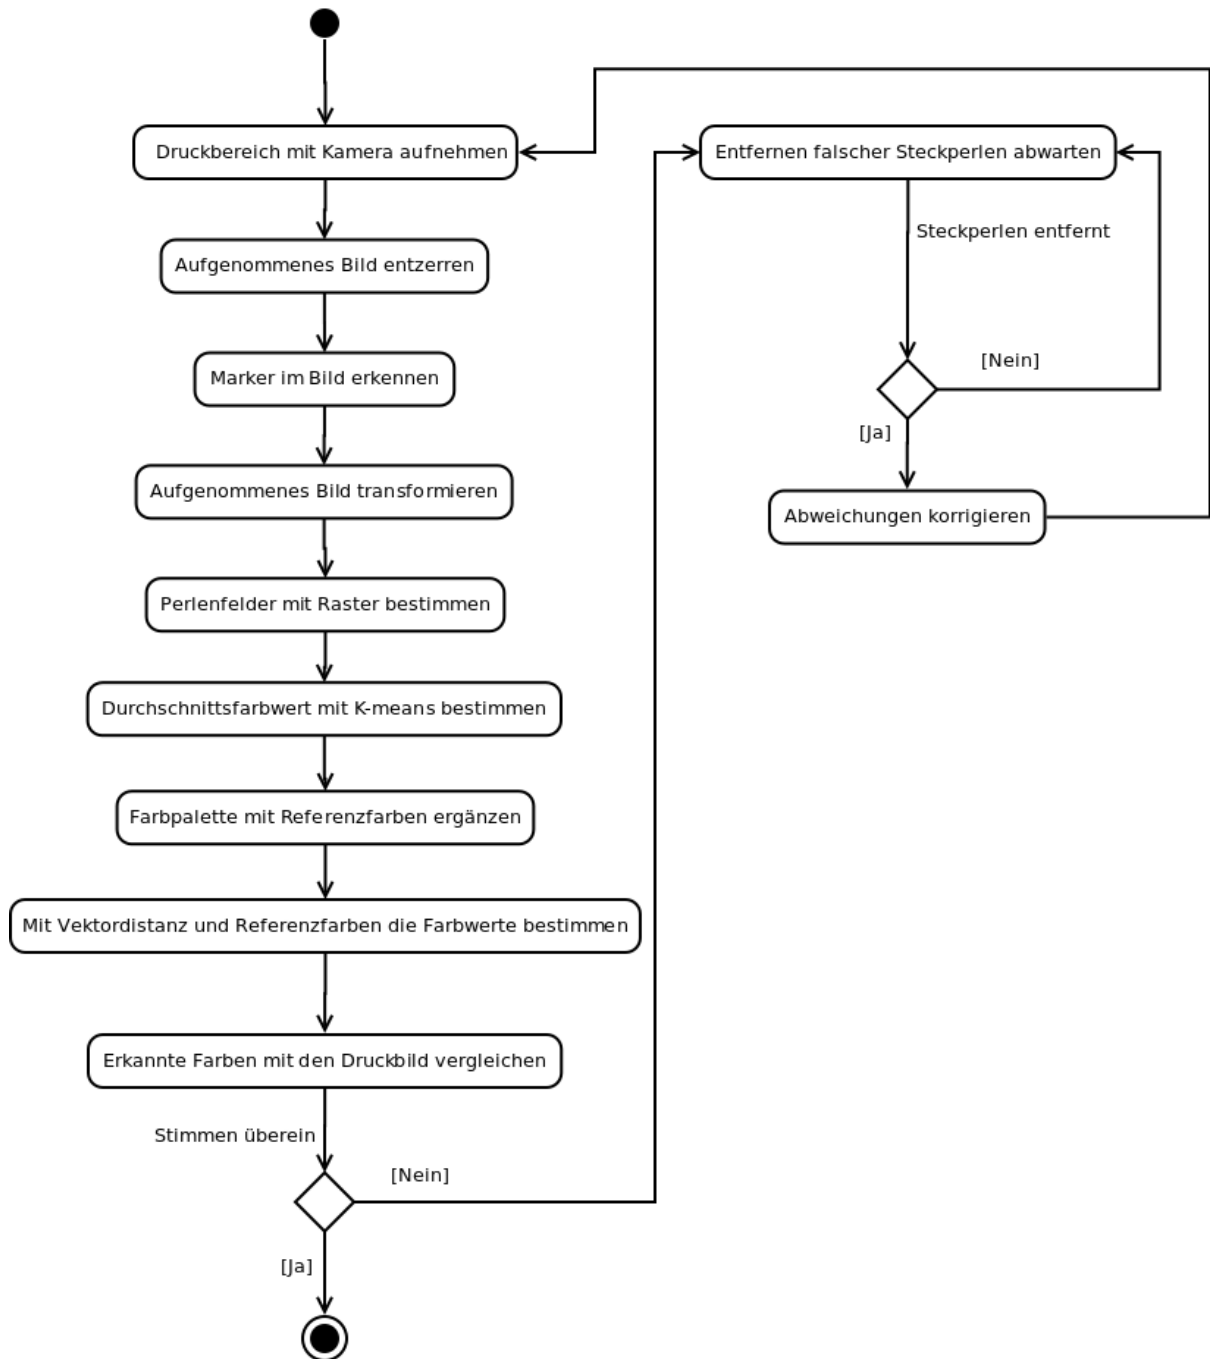 Druckbereich mit Kamera aufnehmen
Aufgenommenes Bild entzerren
Marker im Bild erkennen
Aufgenommenes Bild transformieren
Perlenfelder mit Raster bestimmen
Durchschnittsfarbwert mit K-means bestimmen
Farbpalette mit Referenzfarben ergänzen
Mit Vektordistanz und Referenzfarben die Farbwerte bestimmen
Erkannte Farben mit den Druckbild vergleichen
Stimmen überein
[Nein]
[Ja]
Entfernen falscher Steckperlen abwarten
Steckperlen entfernt
[Nein]
[Ja]
Abweichungen korrigieren